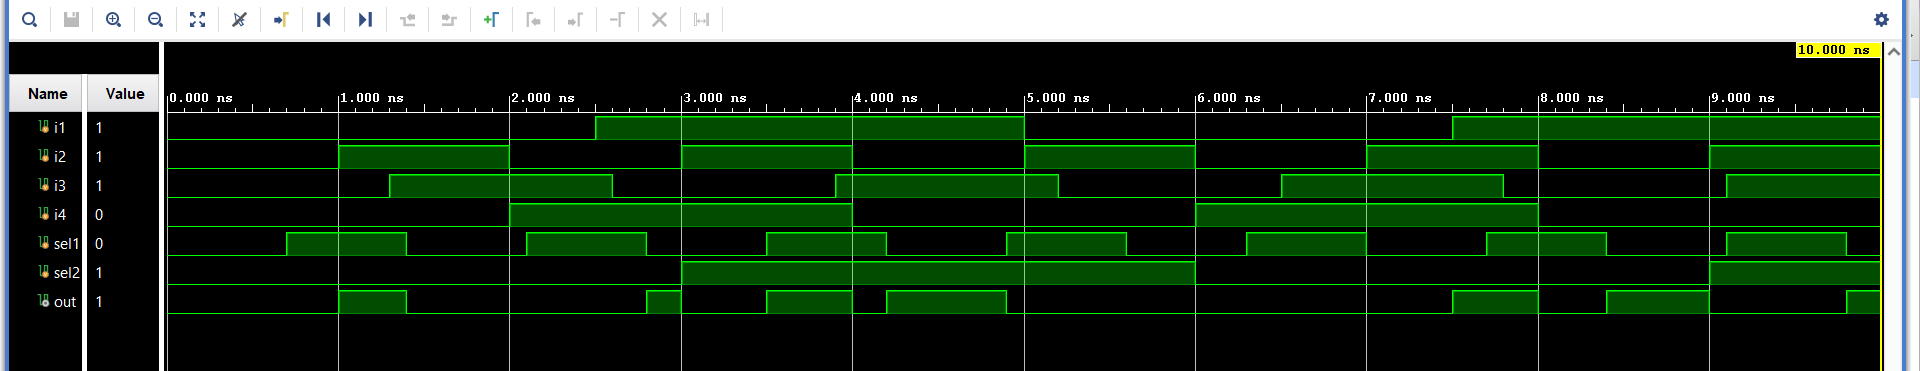 10.000 ns
Name Value
0.000 ns 1.000 ns 2.000 ns 3.000 ns 4.000 ns 5.000 ns 6.000 ns 7.000 ns 8.000 ns 9.000 ns
i1 1
i2 1
i3 1
i4 0
sel1 0
sel2 1
out 1